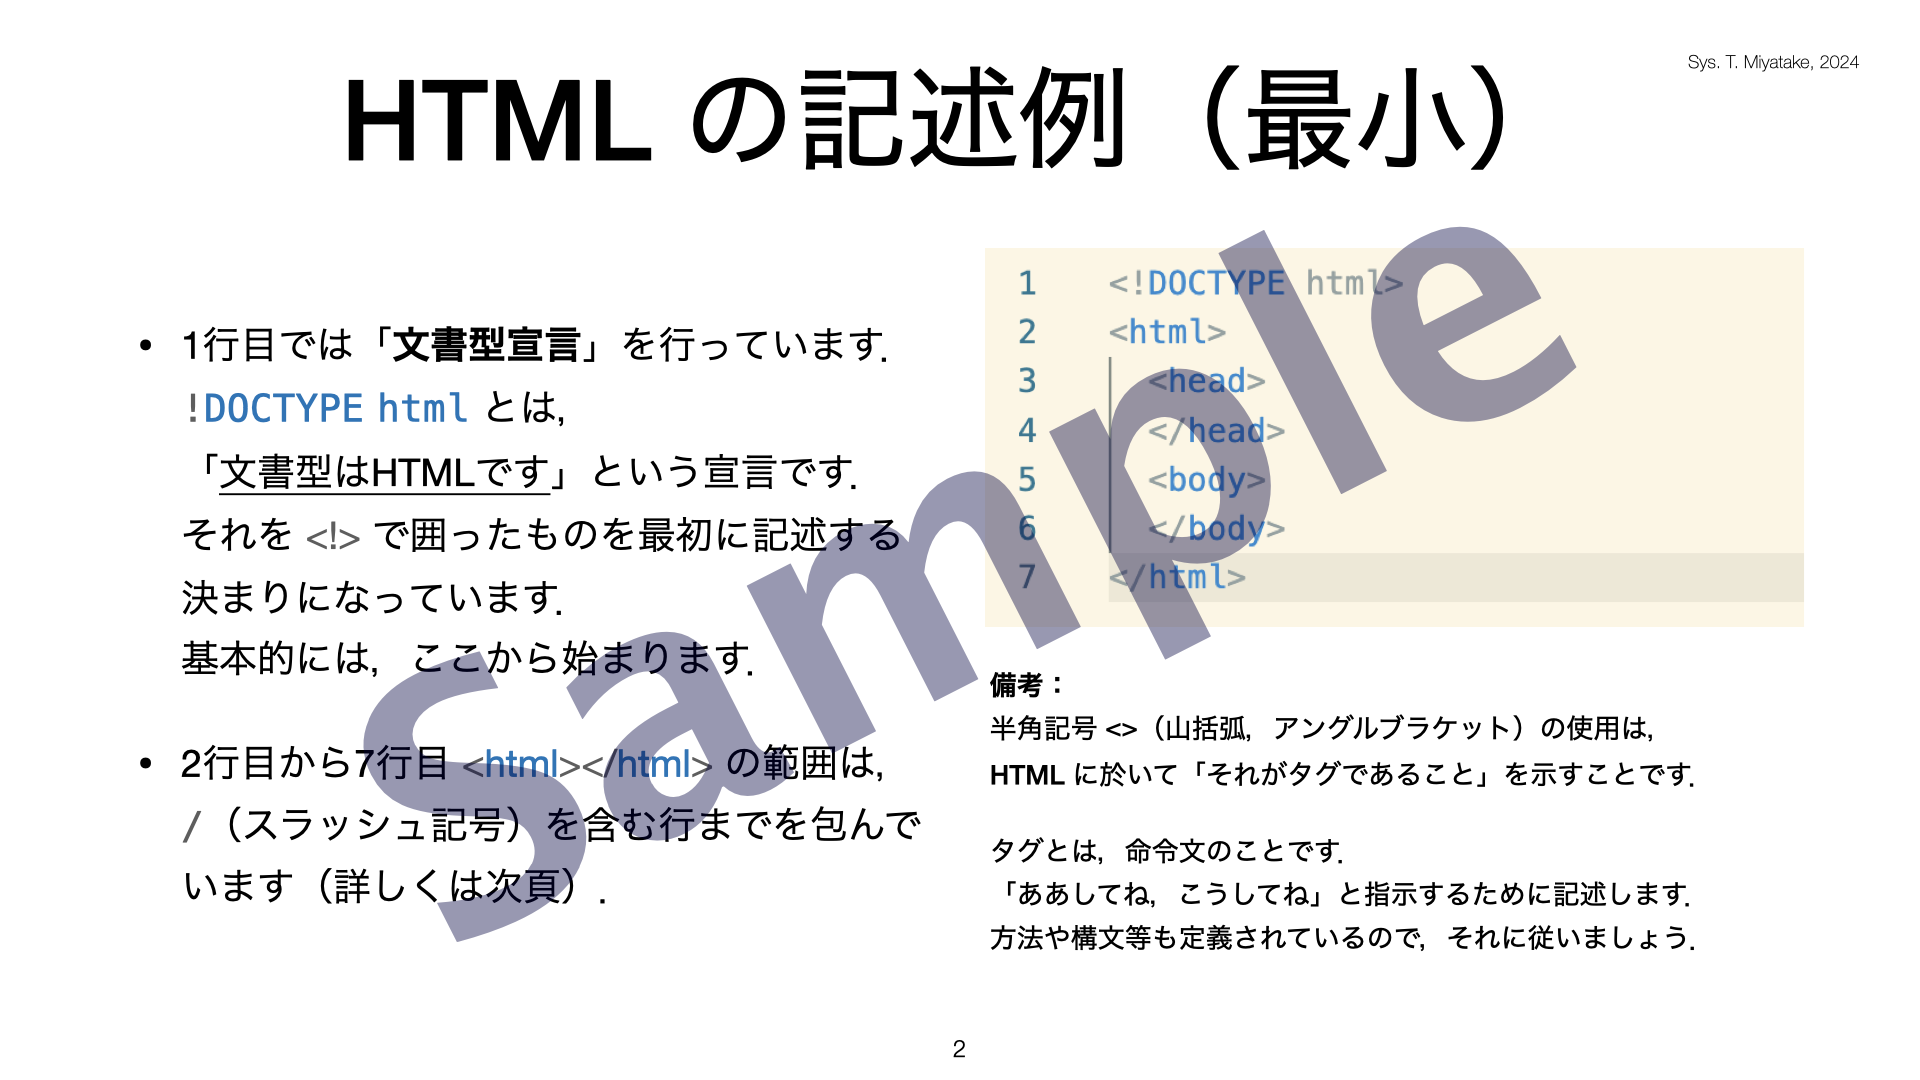 Sys. T. Miyatake, 2024
HTML の記述例（最小）
• 1行目では「文書型宣言」を行っています．
!DOCTYPE html とは，
「文書型はHTMLです」という宣言です．
それを <!> で囲ったものを最初に記述する
決まりになっています．
基本的には，ここから始まります．
• 2行目から7行目 <html></html> の範囲は，
/（スラッシュ記号）を含む行までを包んで
います（詳しくは次頁）．
1 <!DOCTYPE html>
2 <html>
3 <head>
4 </head>
5 <body>
6 </body>
7 </html>
備考：
半角記号 <>（山括弧，アングルブラケット）の使用は，
HTML に於いて「それがタグであること」を示すことです．
タグとは，命令文のことです．
「ああしてね，こうしてね」と指示するために記述します．
方法や構文等も定義されているので，それに従いましょう．
Sample
2